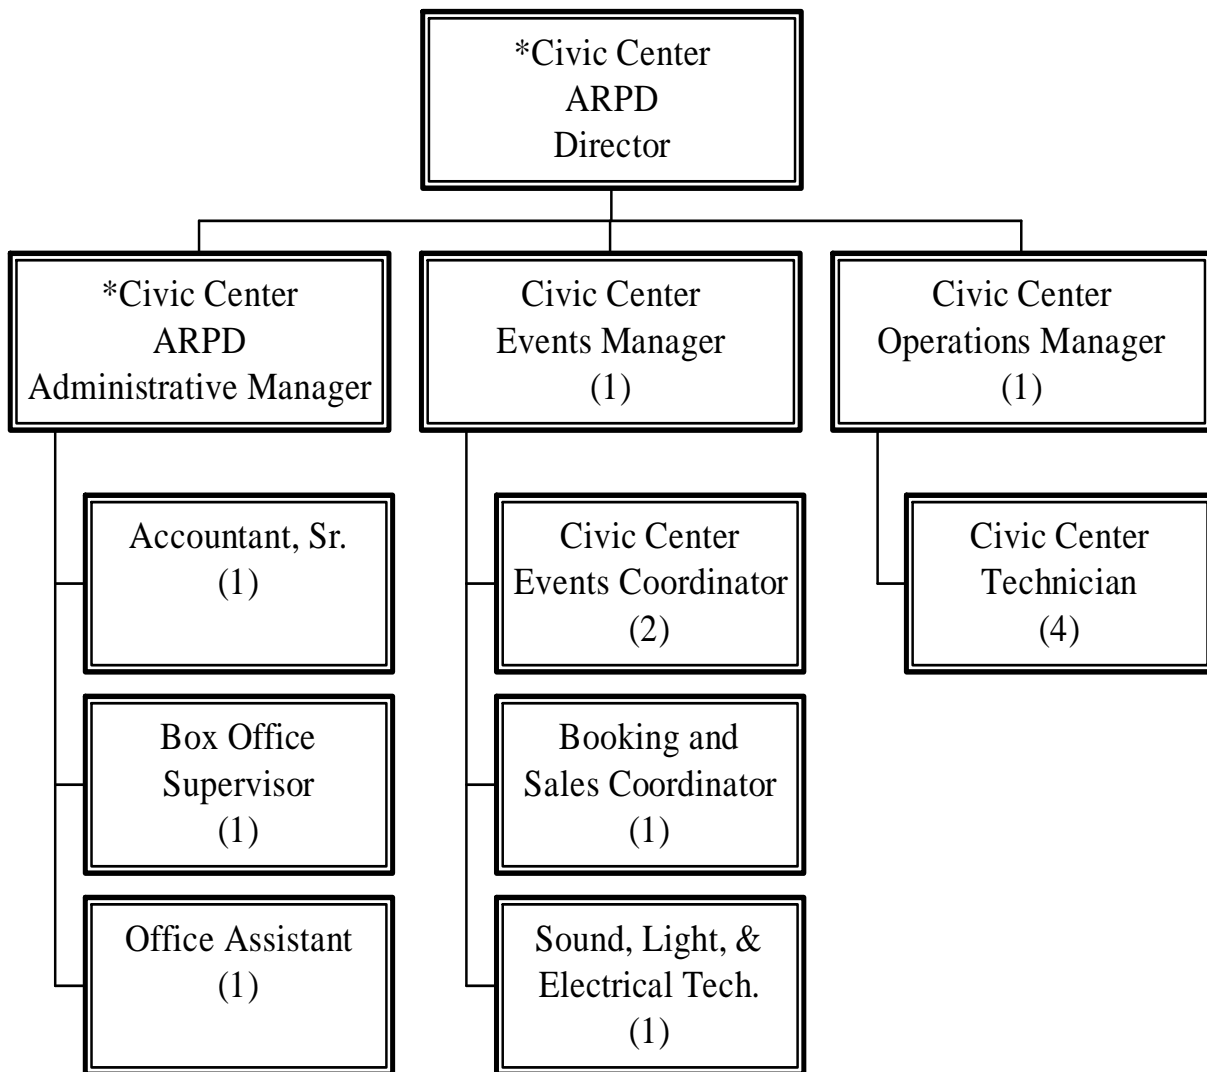 *Civic Center
ARPD
Director
*Civic Center
ARPD
Administrative Manager
Civic Center
Events Manager
(1)
Civic Center
Operations Manager
(1)
Accountant, Sr.
(1)
Box Office
Supervisor
(1)
Office Assistant
(1)
Civic Center
Events Coordinator
(2)
Booking and
Sales Coordinator
(1)
Sound, Light, &
Electrical Tech.
(1)
Civic Center
Technician
(4)